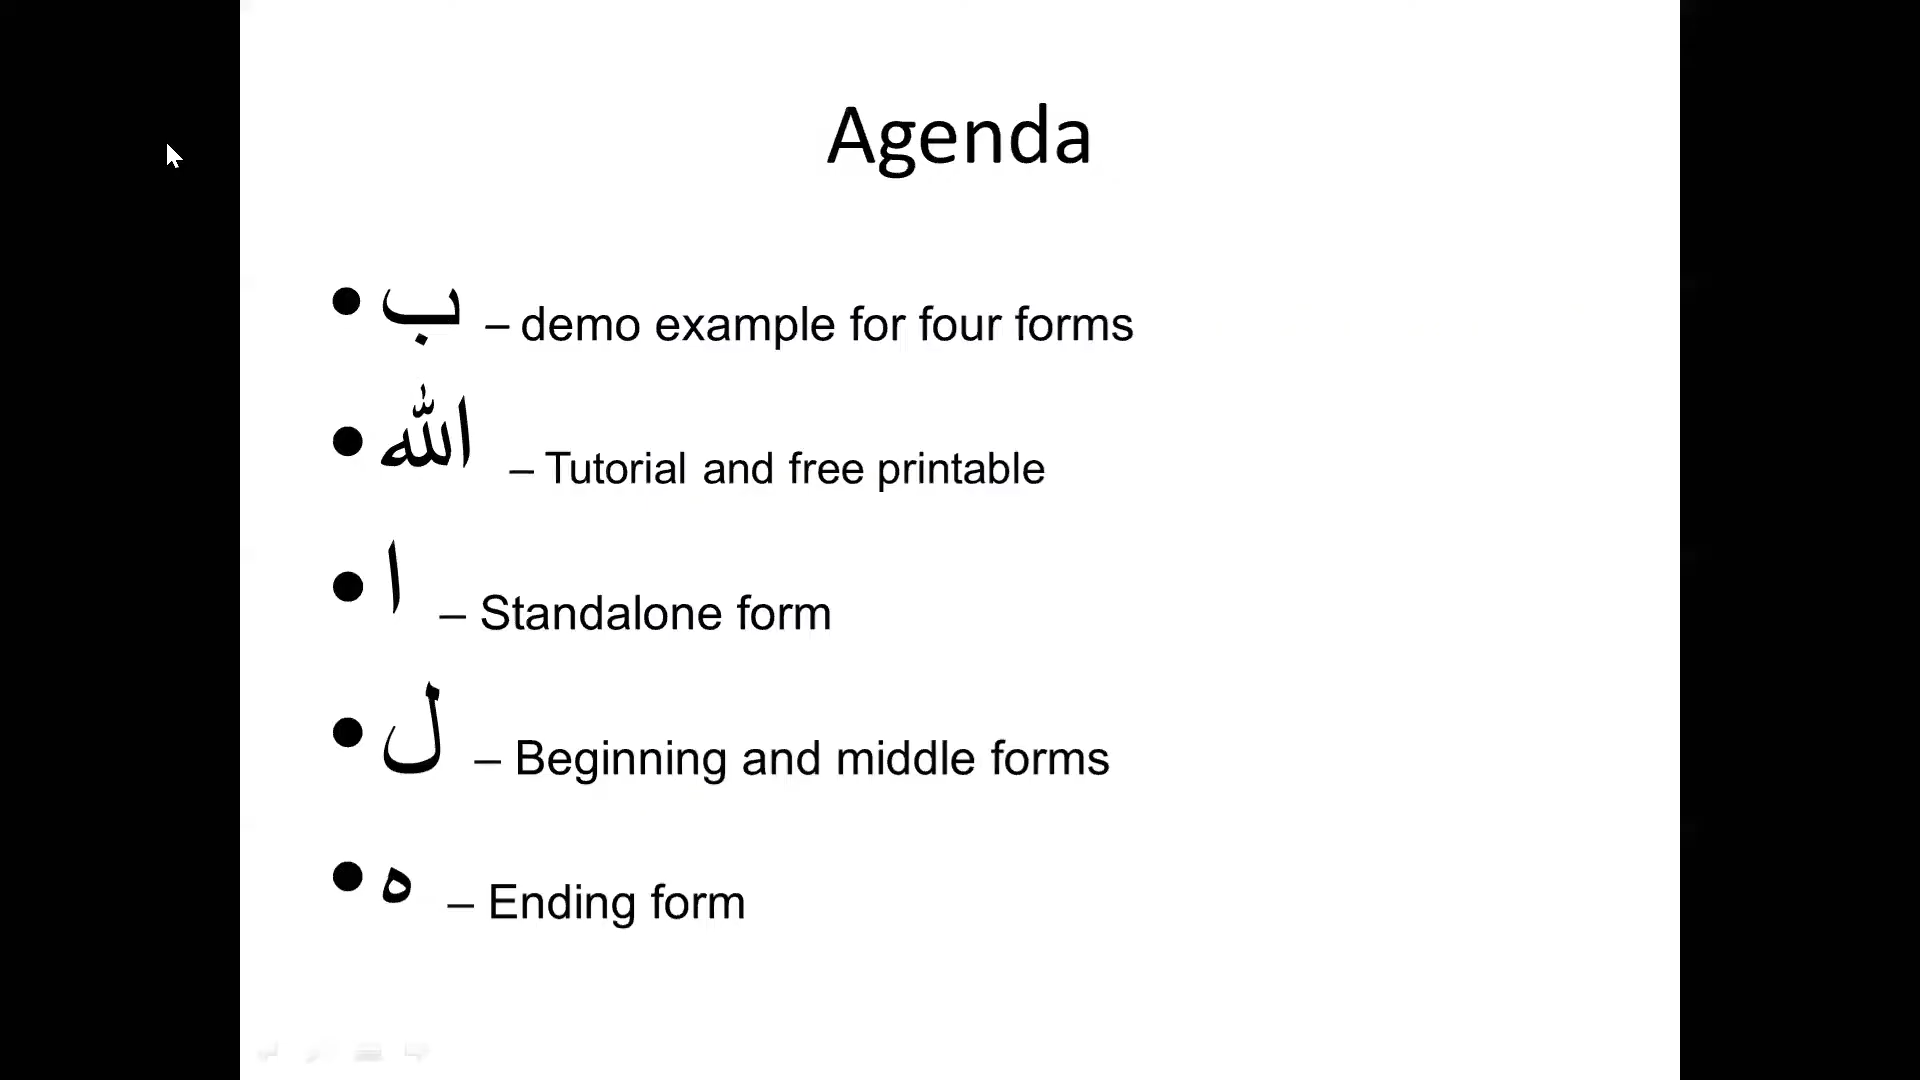 Agenda
• ب – demo example for four forms
• الله – Tutorial and free printable
• ا – Standalone form
• ل – Beginning and middle forms
• ه – Ending form